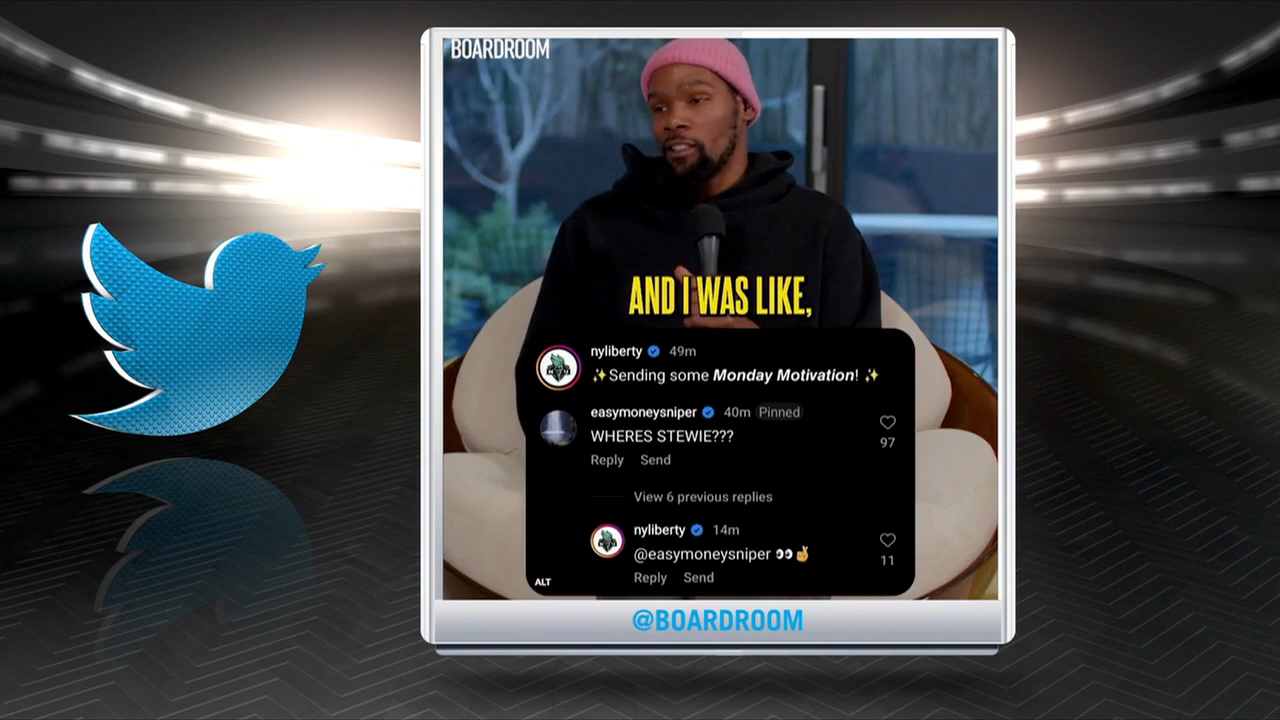 BOARDROOM
AND I WAS LIKE,
nyliberty 49m
✨Sending some Monday Motivation! ✨
easymoneysniper 40m Pinned
WHERES STEWIE???
97
Reply Send
View 6 previous replies
nyliberty 14m
@easymoneysniper 👀🤞
11
Reply Send
ALT
@BOARDROOM